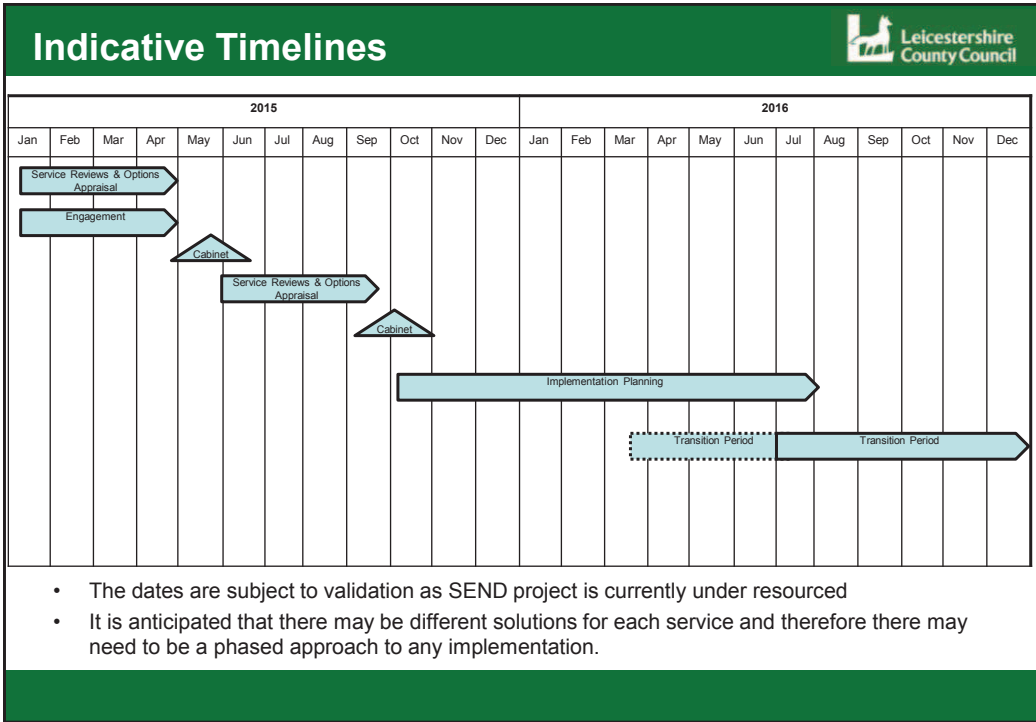 Indicative Timelines
Leicestershire
County Council
2015 2016
Jan Feb Mar Apr May Jun Jul Aug Sep Oct Nov Dec Jan Feb Mar Apr May Jun Jul Aug Sep Oct Nov Dec
Service Reviews & Options
Appraisal
Engagement
Cabinet
Service Reviews & Options
Appraisal
Cabinet
Implementation Planning
Transition Period Transition Period
• The dates are subject to validation as SEND project is currently under resourced
• It is anticipated that there may be different solutions for each service and therefore there may
need to be a phased approach to any implementation.